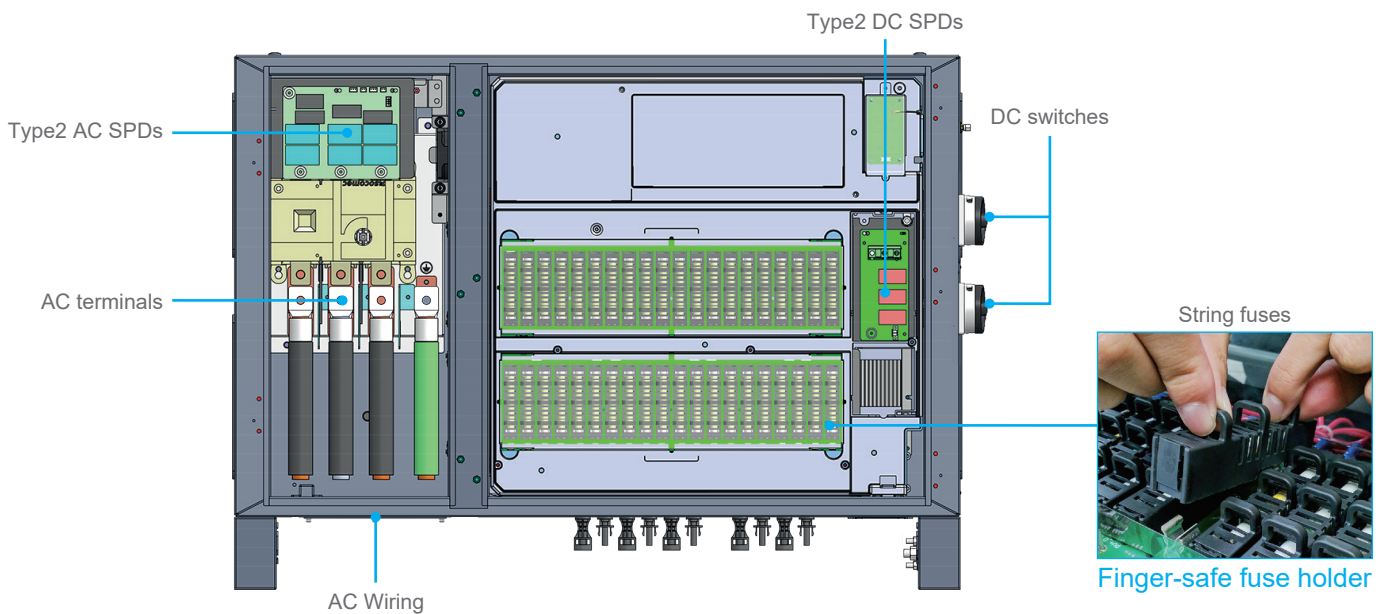 Type2 DC SPDs
Type2 AC SPDs
DC switches
AC terminals
String fuses
Finger-safe fuse holder
AC Wiring